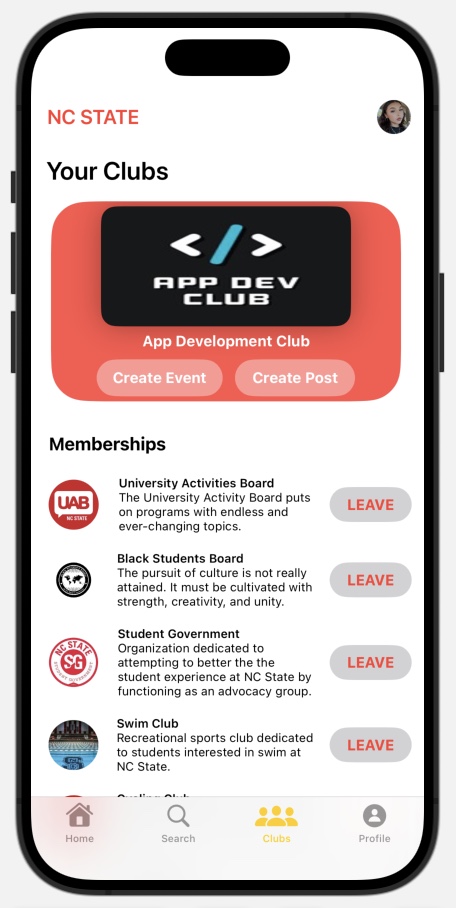 NC STATE
Your Clubs
</>
APP DEV
CLUB
App Development Club
Create Event
Create Post
Memberships
UAB
NC STATE
University Activities Board
The University Activity Board puts
on programs with endless and
ever-changing topics.
LEAVE
Black Students Board
The pursuit of culture is not really
attained. It must be cultivated with
strength, creativity, and unity.
LEAVE
NC STATE
SG
STUDENT GOVERNMENT
Student Government
Organization dedicated to
attempting to better the the
student experience at NC State by
functioning as an advocacy group.
LEAVE
Swim Club
Recreational sports club dedicated
to students interested in swim at
NC State.
LEAVE
Cycling Club
Home
Search
Clubs
Profile